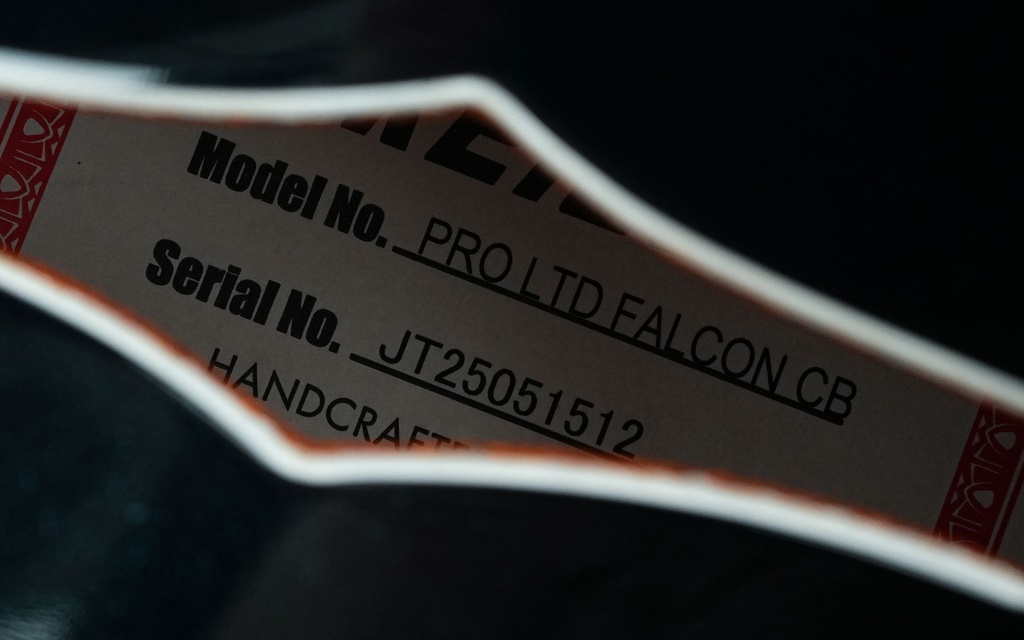 Model No. PRO LTD FALCON CB
Serial No. JT25051512